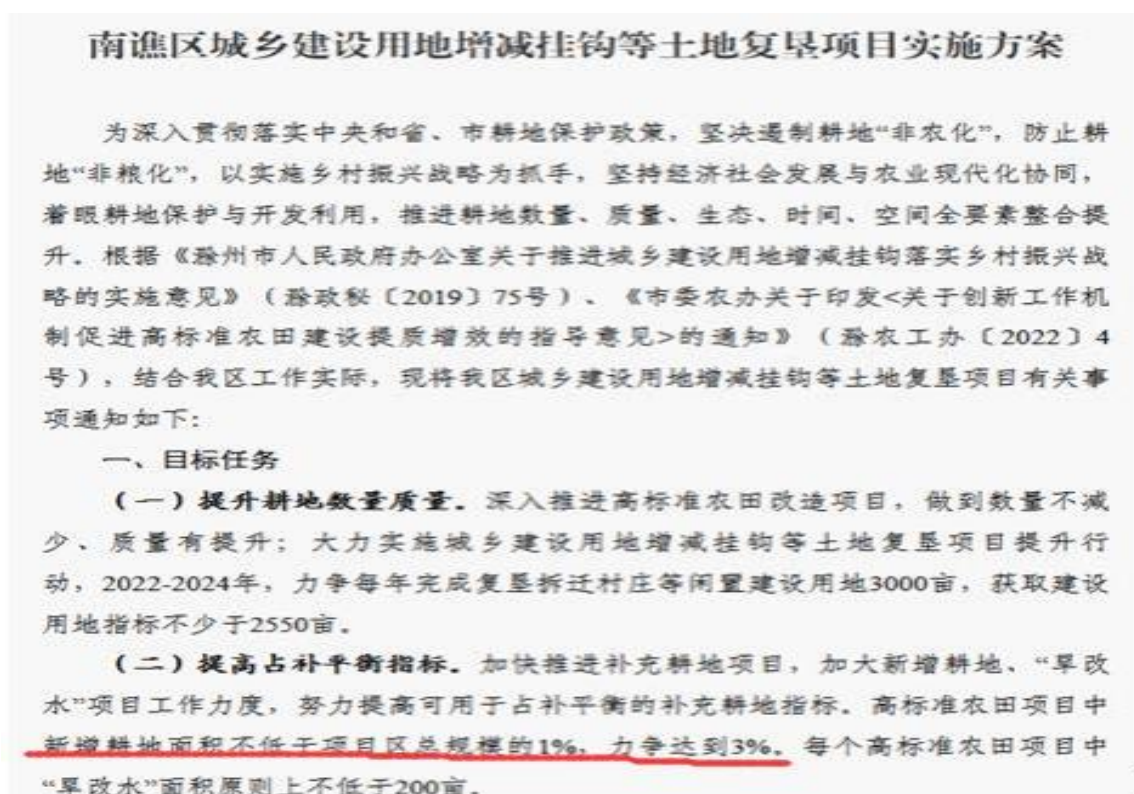 南谯区城乡建设用地增减挂钩等土地复垦项目实施方案
为深入贯彻落实中央和省、市耕地保护政策，坚决遏制耕地“非农化”，防止耕
地“非粮化”，以实施乡村振兴战略为抓手，坚持经济社会发展与农业现代化协同，
着眼耕地保护与开发利用，推进耕地数量、质量、生态、时间、空间全要素整合提
升。根据《滁州市人民政府办公室关于推进城乡建设用地增减挂钩落实乡村振兴战
略的实施意见》（滁政秘〔2019〕75号）、《市委农办关于印发<关于创新工作机
制促进高标准农田建设提质增效的指导意见>的通知》（滁农工办〔2022〕4
号），结合我区工作实际，现将我区城乡建设用地增减挂钩等土地复垦项目有关事
项通知如下：
一、目标任务
（一）提升耕地数量质量。深入推进高标准农田改造项目，做到数量不减
少、质量有提升；大力实施城乡建设用地增减挂钩等土地复垦项目提升行
动，2022-2024年，力争每年完成复垦拆迁村庄等闲置建设用地3000亩，获取建设
用地指标不少于2550亩。
（二）提高占补平衡指标。加快推进补充耕地项目，加大新增耕地、“旱改
水”项目工作力度，努力提高可用于占补平衡的补充耕地指标。高标准农田项目中
新增耕地面积不低于项目区总规模的1%，力争达到3%。每个高标准农田项目中
“旱改水”面积原则上不低于200亩。